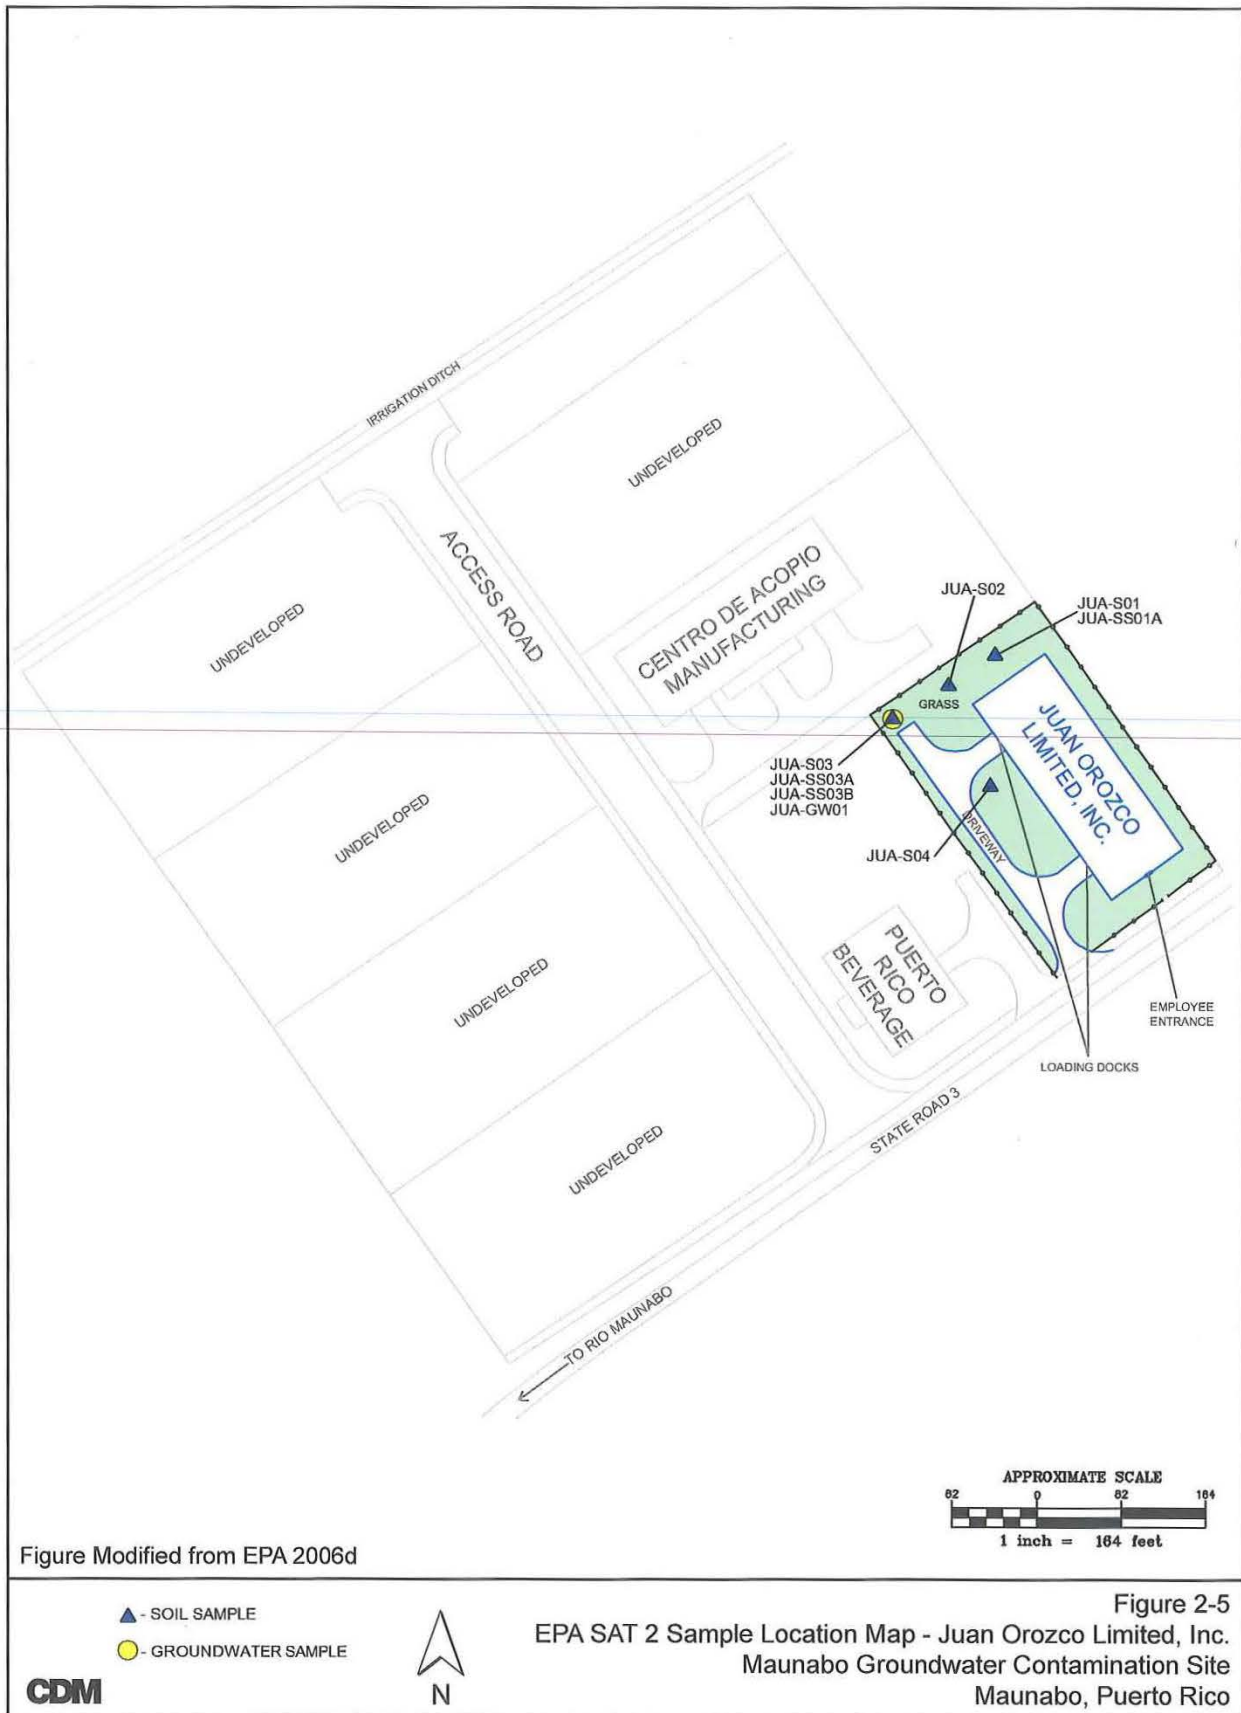 IRRIGATION DITCH
UNDEVELOPED
ACCESS ROAD
CENTRO DE ACOPIO
MANUFACTURING
UNDEVELOPED
JUA-S02
JUA-S01
JUA-SS01A
GRASS
JUAN OROZCO
LIMITED, INC.
JUA-S03
JUA-SS03A
JUA-SS03B
JUA-GW01
DRIVEWAY
JUA-S04
UNDEVELOPED
PUERTO
RICO
BEVERAGE
UNDEVELOPED
EMPLOYEE
ENTRANCE
LOADING DOCKS
STATE ROAD 3
UNDEVELOPED
TO RIO MAUNABO
APPROXIMATE SCALE
82 0 82 164
1 inch = 164 feet
Figure Modified from EPA 2006d
- SOIL SAMPLE
- GROUNDWATER SAMPLE
N
CDM
Figure 2-5
EPA SAT 2 Sample Location Map - Juan Orozco Limited, Inc.
Maunabo Groundwater Contamination Site
Maunabo, Puerto Rico